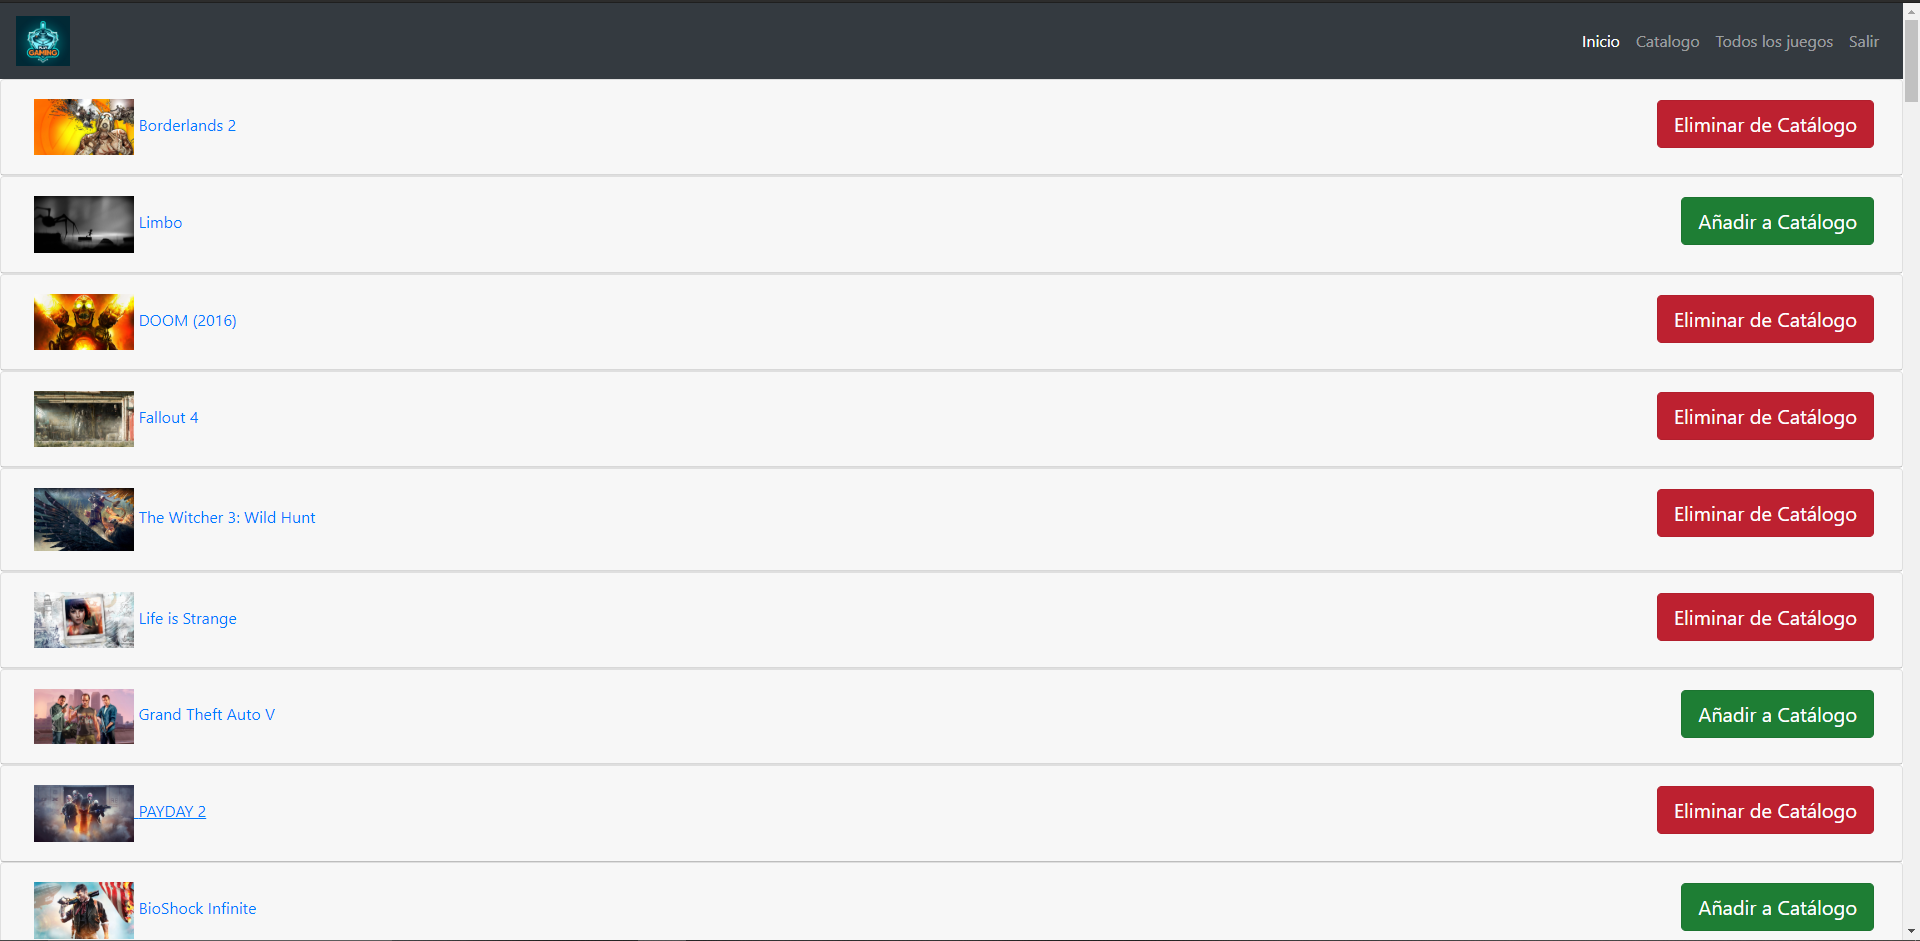 GAMING
Inicio Catalogo Todos los juegos Salir
Borderlands 2 Eliminar de Catálogo
Limbo Añadir a Catálogo
DOOM (2016) Eliminar de Catálogo
Fallout 4 Eliminar de Catálogo
The Witcher 3: Wild Hunt Eliminar de Catálogo
Life is Strange Eliminar de Catálogo
Grand Theft Auto V Añadir a Catálogo
PAYDAY 2 Eliminar de Catálogo
BioShock Infinite Añadir a Catálogo